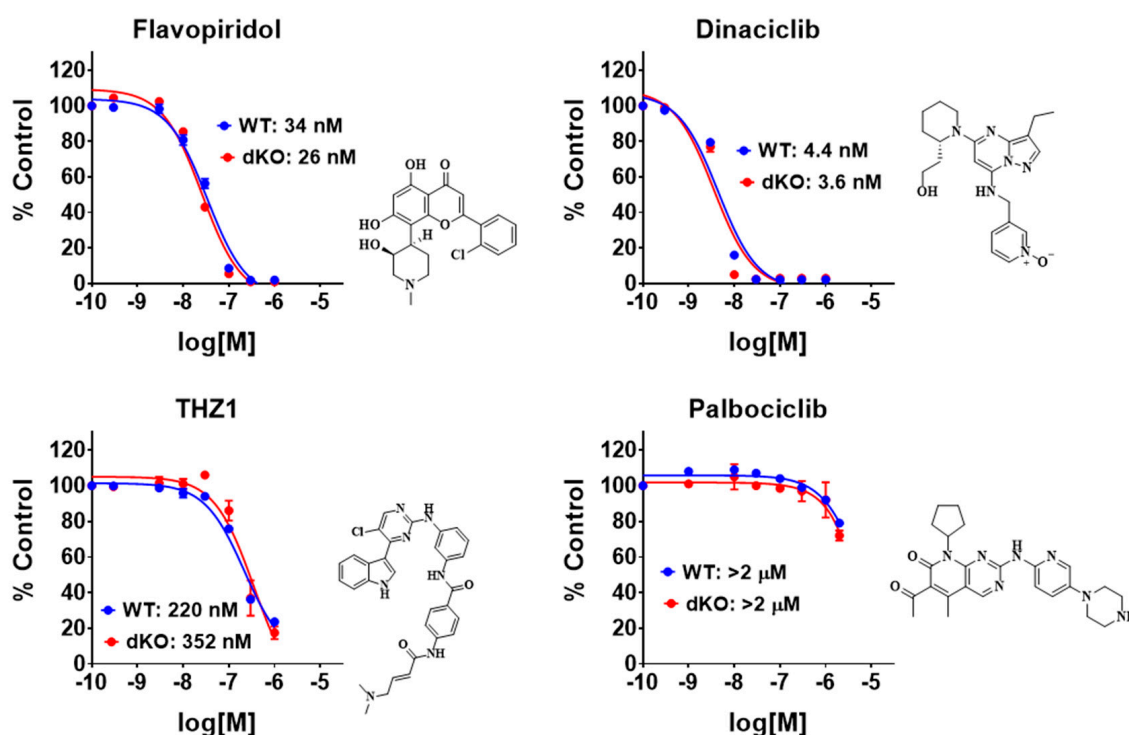 Flavopiridol
% Control
120
100
80
60
40
20
0
WT: 34 nM
dKO: 26 nM
-10 -9 -8 -7 -6 -5
log[M]
OH O
HO O
H Cl
HO
N
Dinaciclib
% Control
120
100
80
60
40
20
0
WT: 4.4 nM
dKO: 3.6 nM
-10 -9 -8 -7 -6 -5
log[M]
N N
N N
OH HN
N+ O−
THZ1
% Control
120
100
80
60
40
20
0
WT: 220 nM
dKO: 352 nM
-10 -9 -8 -7 -6 -5
log[M]
N H
Cl N N
N H
NH O
O NH
N
Palbociclib
% Control
120
100
80
60
40
20
0
WT: >2 μM
dKO: >2 μM
-10 -9 -8 -7 -6 -5
log[M]
H
O N N N N
O N N